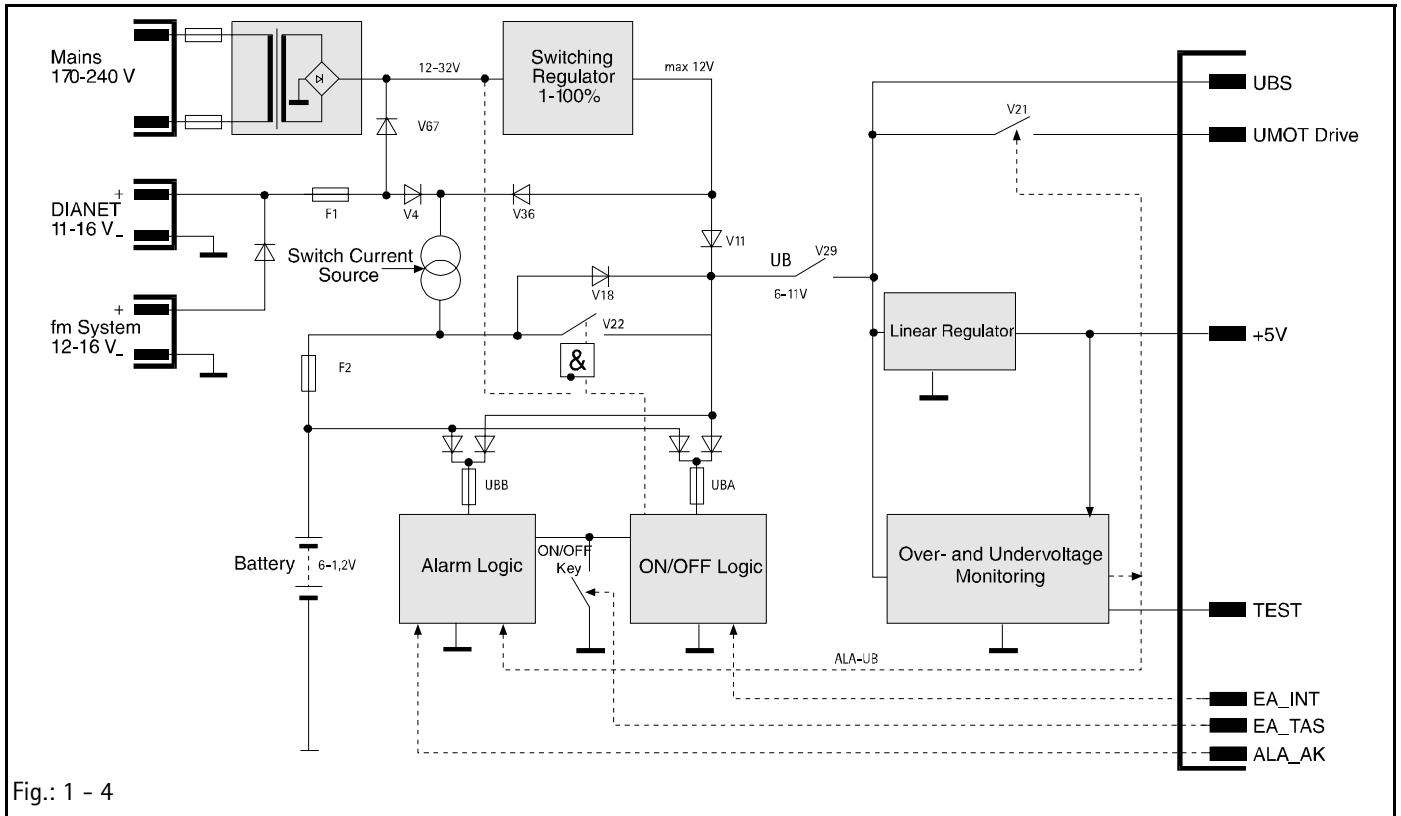 Mains
170-240 V
12-32V
Switching
Regulator
1-100%
max 12V
UBS
V67
V21
UMOT Drive
+
DIANET
11-16 V
–
F1
V4
V36
Switch Current
Source
V11
UB
V29
6-11V
V18
+
fm System
12-16 V
–
V22
&
F2
Linear Regulator
+5V
UBB
UBA
Battery
6-1,2V
Alarm Logic
ON/OFF
Key
ON/OFF Logic
Over- and Undervoltage
Monitoring
TEST
ALA-UB
EA_INT
EA_TAS
ALA_AK
Fig.: 1 - 4